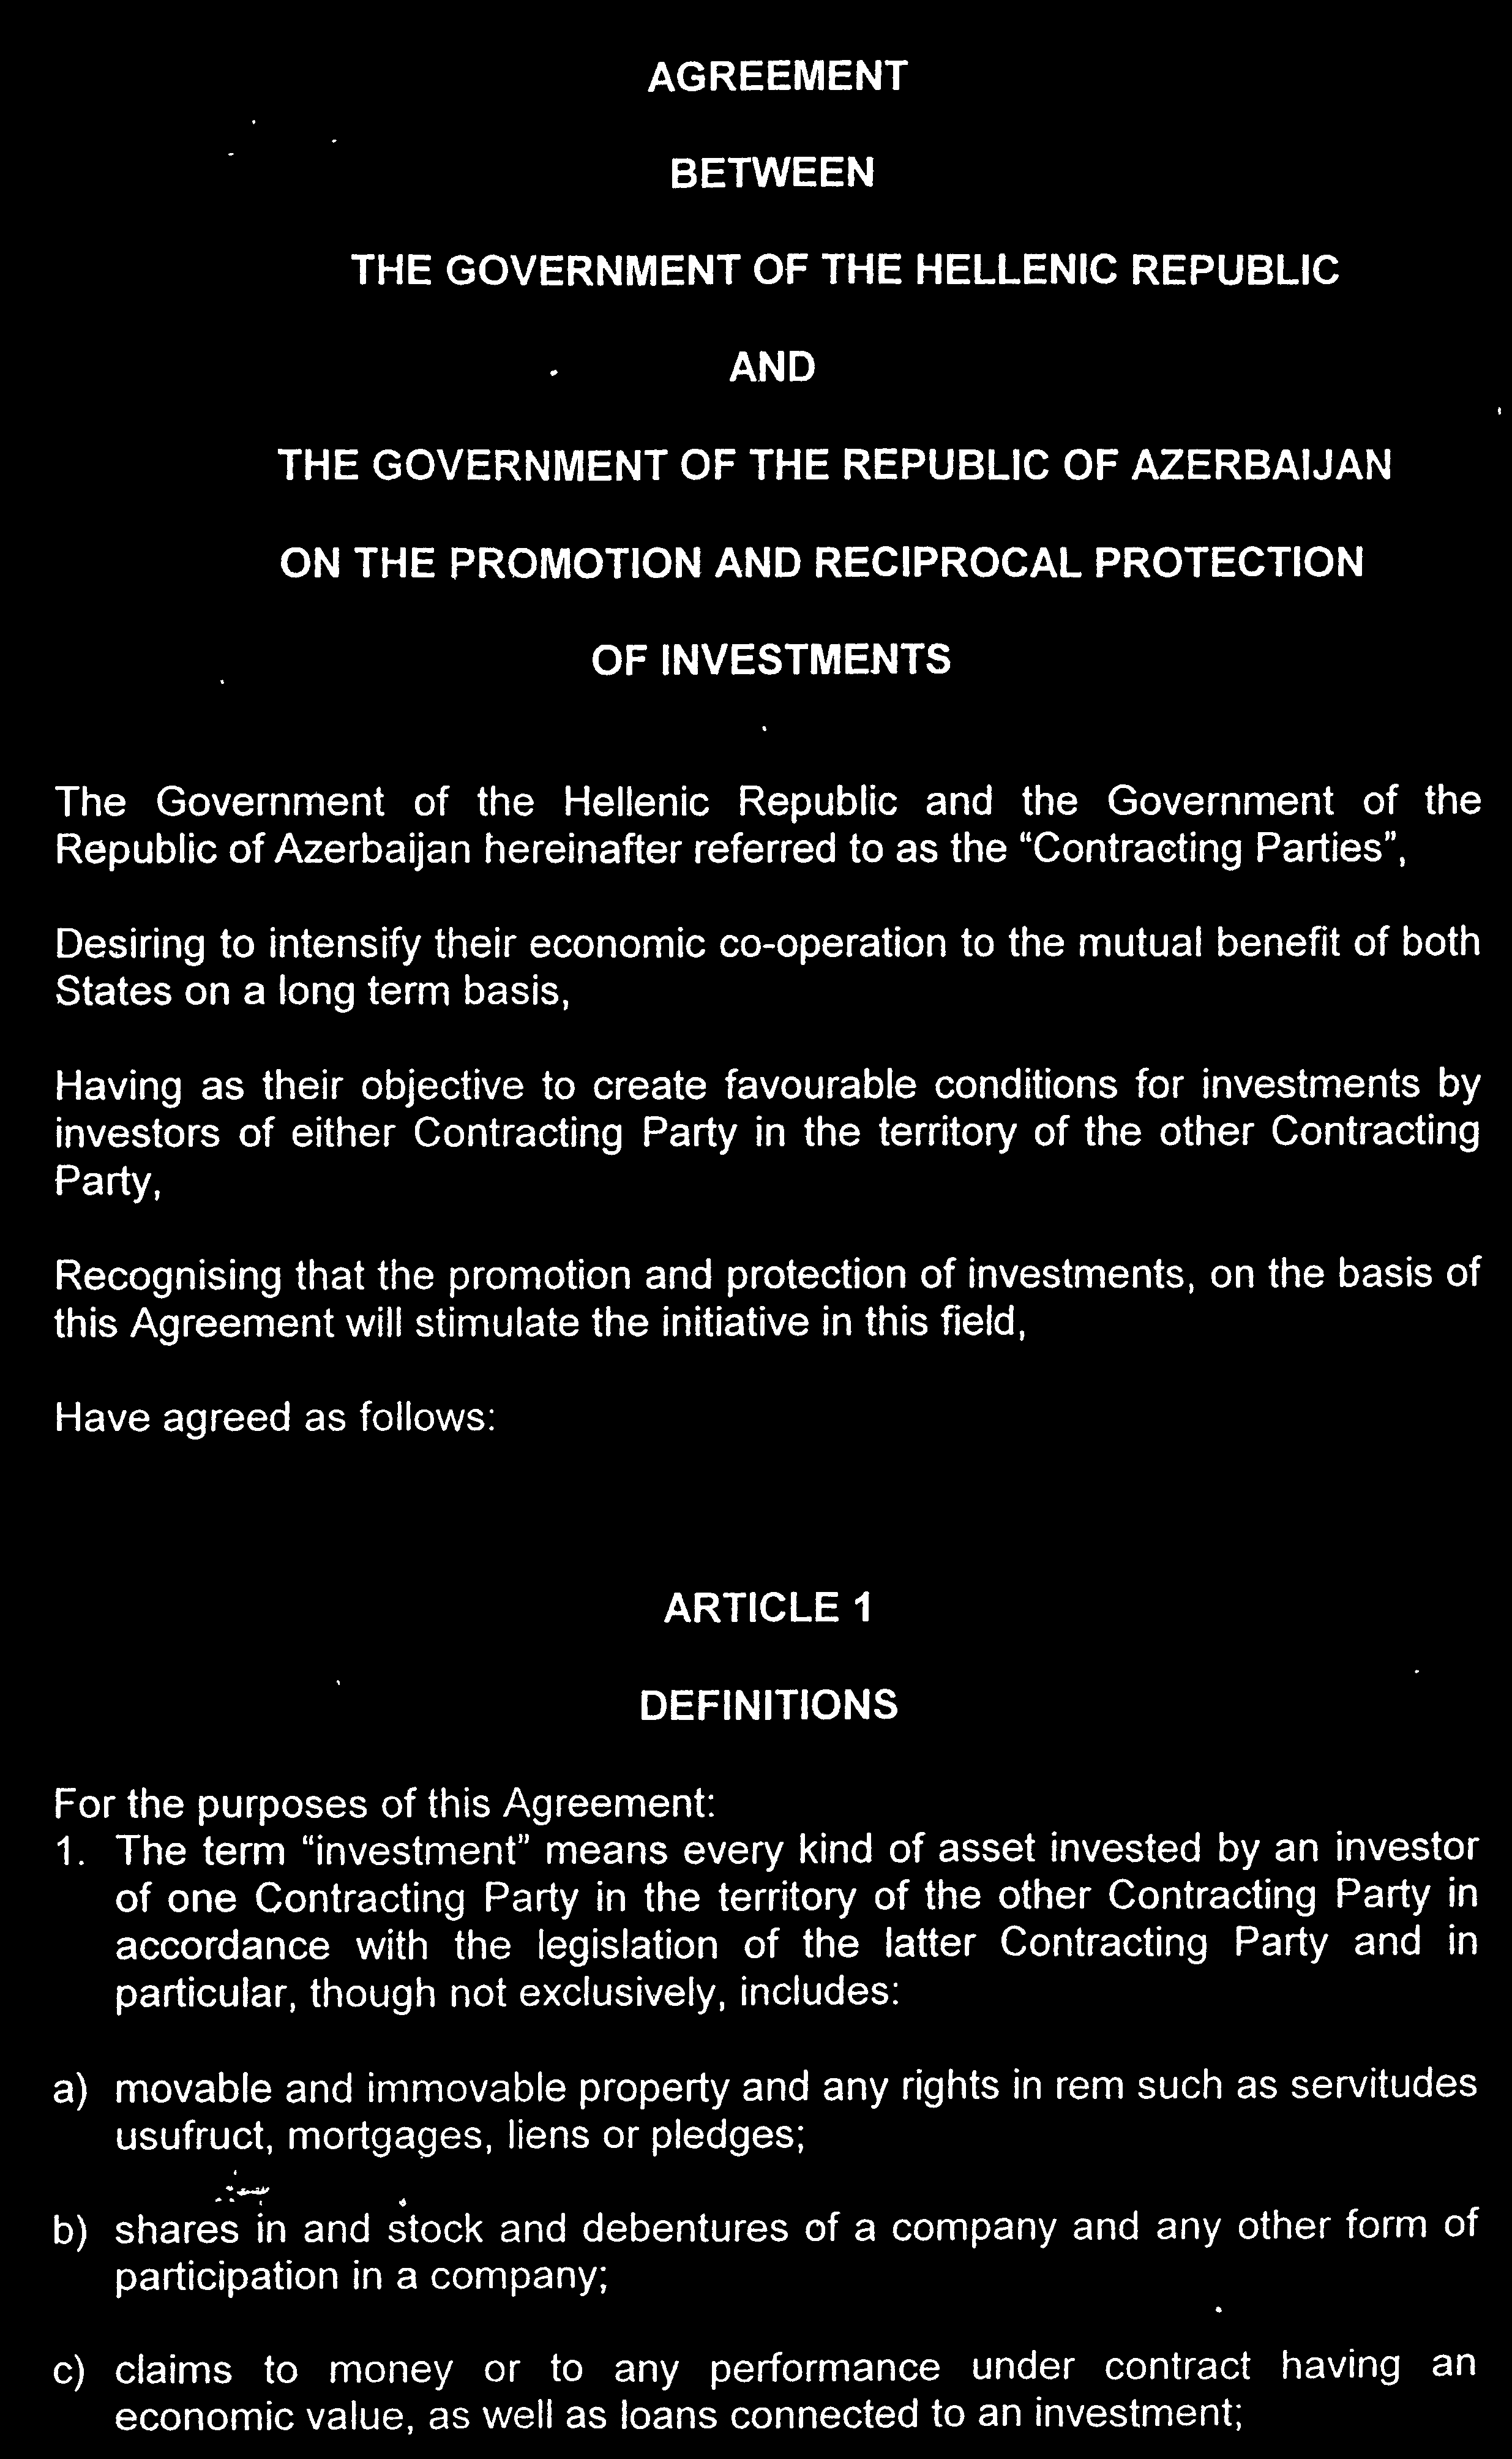 AGREEMENT
BETWEEN
THE GOVERNMENT OF THE HELLENIC REPUBLIC
AND
THE GOVERNMENT OF THE REPUBLIC OF AZERBAIJAN
ON THE PROMOTION AND RECIPROCAL PROTECTION
OF INVESTMENTS
The Government of the Hellenic Republic and the Government of the
Republic of Azerbaijan hereinafter referred to as the “Contracting Parties”,
Desiring to intensify their economic co-operation to the mutual benefit of both
States on a long term basis,
Having as their objective to create favourable conditions for investments by
investors of either Contracting Party in the territory of the other Contracting
Party,
Recognising that the promotion and protection of investments, on the basis of
this Agreement will stimulate the initiative in this field,
Have agreed as follows:
ARTICLE 1
DEFINITIONS
For the purposes of this Agreement:
1. The term “investment” means every kind of asset invested by an investor
of one Contracting Party in the territory of the other Contracting Party in
accordance with the legislation of the latter Contracting Party and in
particular, though not exclusively, includes:
a) movable and immovable property and any rights in rem such as servitudes
usufruct, mortgages, liens or pledges;
b) shares in and stock and debentures of a company and any other form of
participation in a company;
c) claims to money or to any performance under contract having an
economic value, as well as loans connected to an investment;